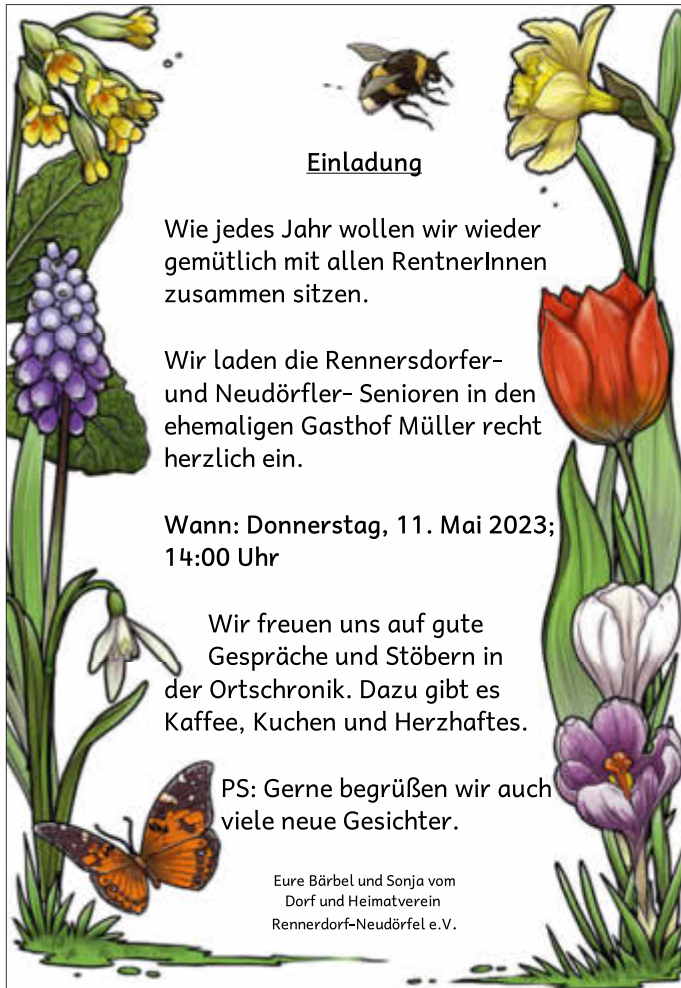 Einladung
Wie jedes Jahr wollen wir wieder
gemütlich mit allen RentnerInnen
zusammen sitzen.
Wir laden die Rennersdorfer-
und Neudörfler- Senioren in den
ehemaligen Gasthof Müller recht
herzlich ein.
Wann: Donnerstag, 11. Mai 2023;
14:00 Uhr
Wir freuen uns auf gute
Gespräche und Stöbern in
der Ortschronik. Dazu gibt es
Kaffee, Kuchen und Herzhaftes.
PS: Gerne begrüßen wir auch
viele neue Gesichter.
Eure Bärbel und Sonja vom
Dorf und Heimatverein
Rennerdorf-Neudörfel e.V.